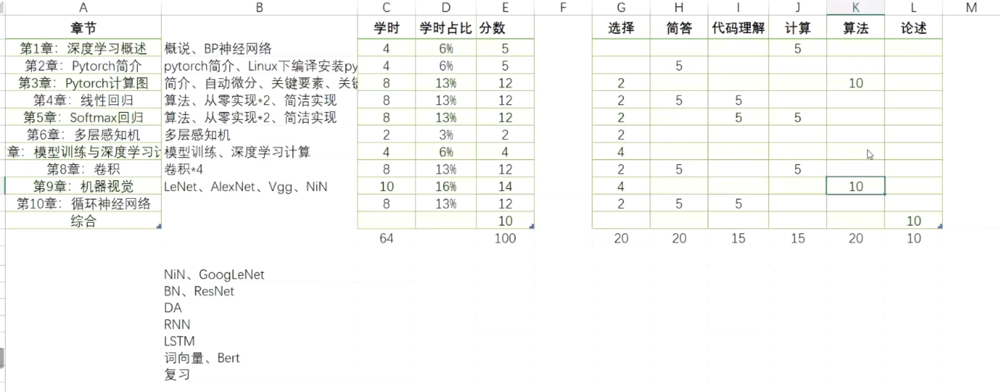 A B C D E F G H I J K L M
章节 学时 学时占比 分数 选择 简答 代码理解 计算 算法 论述
第1章：深度学习概述 概说、BP神经网络 4 6% 5 5
第2章：Pytorch简介 pytorch简介、Linux下编译安装py 4 6% 5 5
第3章：Pytorch计算图 简介、自动微分、关键要素、关键 8 13% 12 2 10
第4章：线性回归 算法、从零实现*2、简洁实现 8 13% 12 2 5 5
第5章：Softmax回归 算法、从零实现*2、简洁实现 8 13% 12 2 5 5
第6章：多层感知机 多层感知机 2 3% 2 2
章：模型训练与深度学习计 模型训练、深度学习计算 4 6% 4 4
第8章：卷积 卷积*4 8 13% 12 2 5 5
第9章：机器视觉 LeNet、AlexNet、Vgg、NiN 10 16% 14 4 10
第10章：循环神经网络 8 13% 12 2 5 5
综合 10 10
64 100 20 20 15 15 20 10
NiN、GoogLeNet
BN、ResNet
DA
RNN
LSTM
词向量、Bert
复习